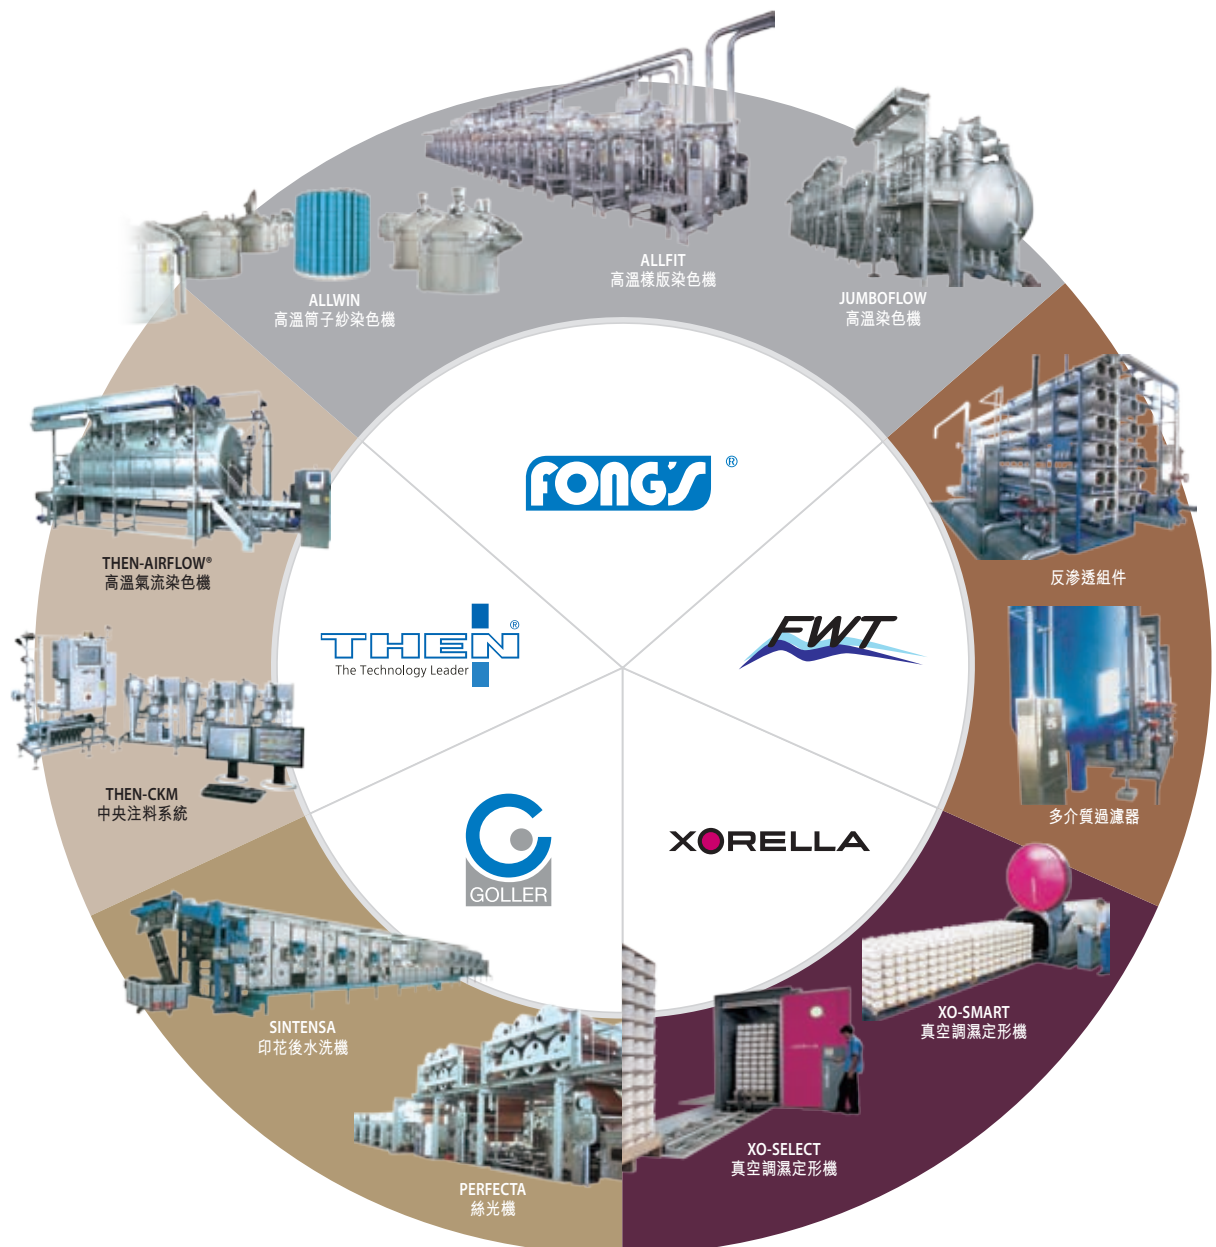 ALLFIT
高溫樣版染色機
ALLWIN
高溫筒子紗染色機
JUMBOFLOW
高溫染色機
FONG'S®
反滲透組件
THEN-AIRFLOW®
高溫氣流染色機
THEN®
The Technology Leader
FWT
THEN-CKM
中央注料系統
多介質過濾器
GOLLER
XORELLA
SINTENSA
印花後水洗機
XO-SMART
真空調濕定形機
XO-SELECT
真空調濕定形機
PERFECTA
絲光機